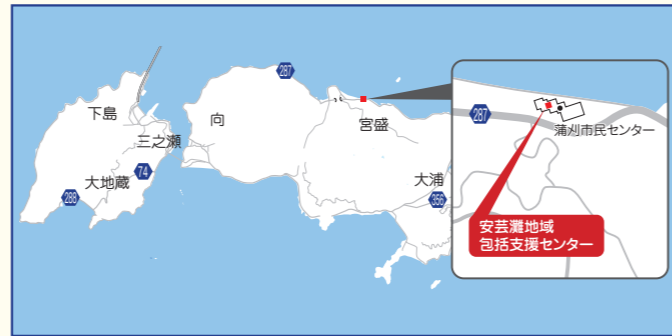 287
下島
向
三之瀬
宮盛
大地蔵
74
288
大浦
356
287
蒲刈市民センター
安芸灘地域
包括支援センター